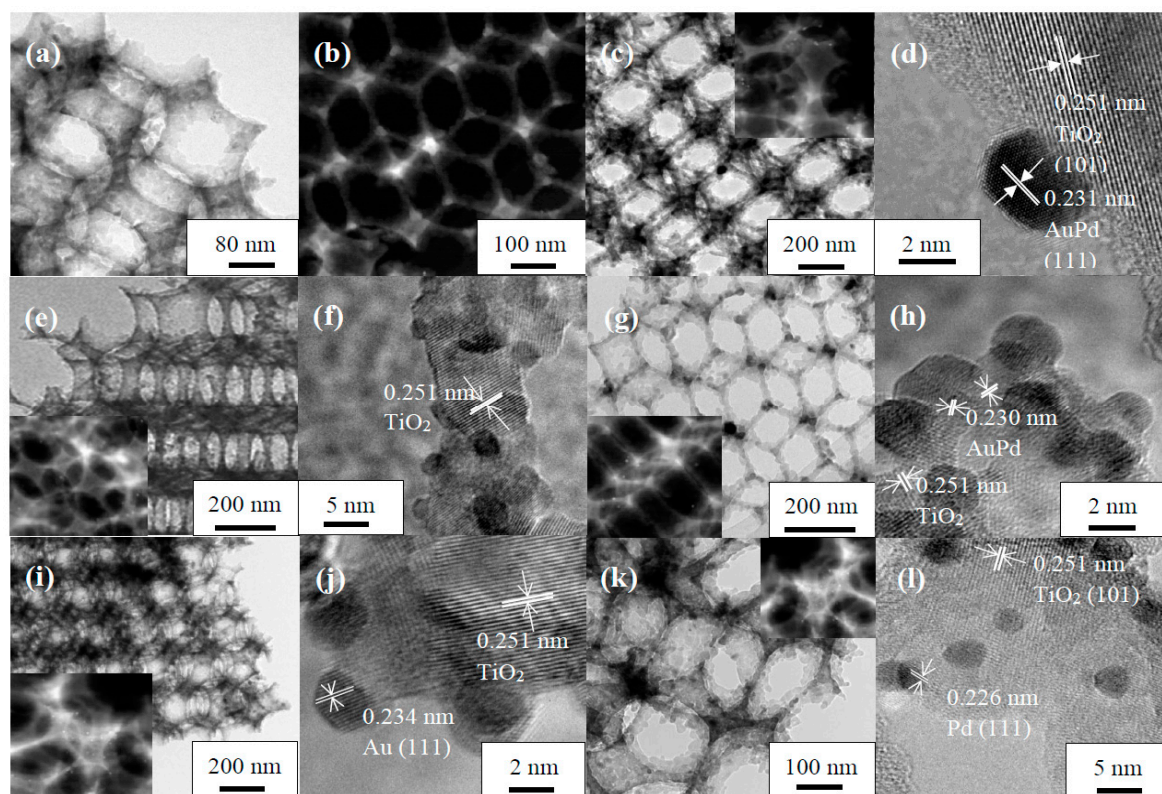 (a)
80 nm
(b)
100 nm
(c)
200 nm
(d)
0.251 nm
TiO₂
(101)
0.231 nm
AuPd
(111)
2 nm
(e)
200 nm
(f)
0.251 nm
TiO₂
5 nm
(g)
200 nm
(h)
0.230 nm
AuPd
0.251 nm
TiO₂
2 nm
(i)
200 nm
(j)
0.251 nm
TiO₂
0.234 nm
Au (111)
2 nm
(k)
100 nm
(l)
0.251 nm
TiO₂ (101)
0.226 nm
Pd (111)
5 nm